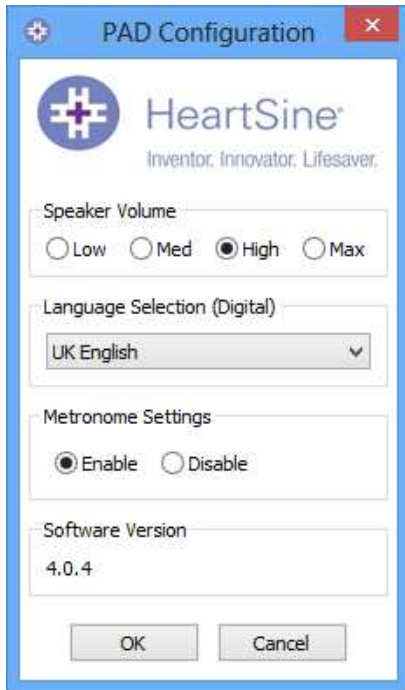 PAD Configuration
HeartSine®
Inventor. Innovator. Lifesaver.
Speaker Volume
Low Med High Max
Language Selection (Digital)
UK English
Metronome Settings
Enable Disable
Software Version
4.0.4
OK Cancel